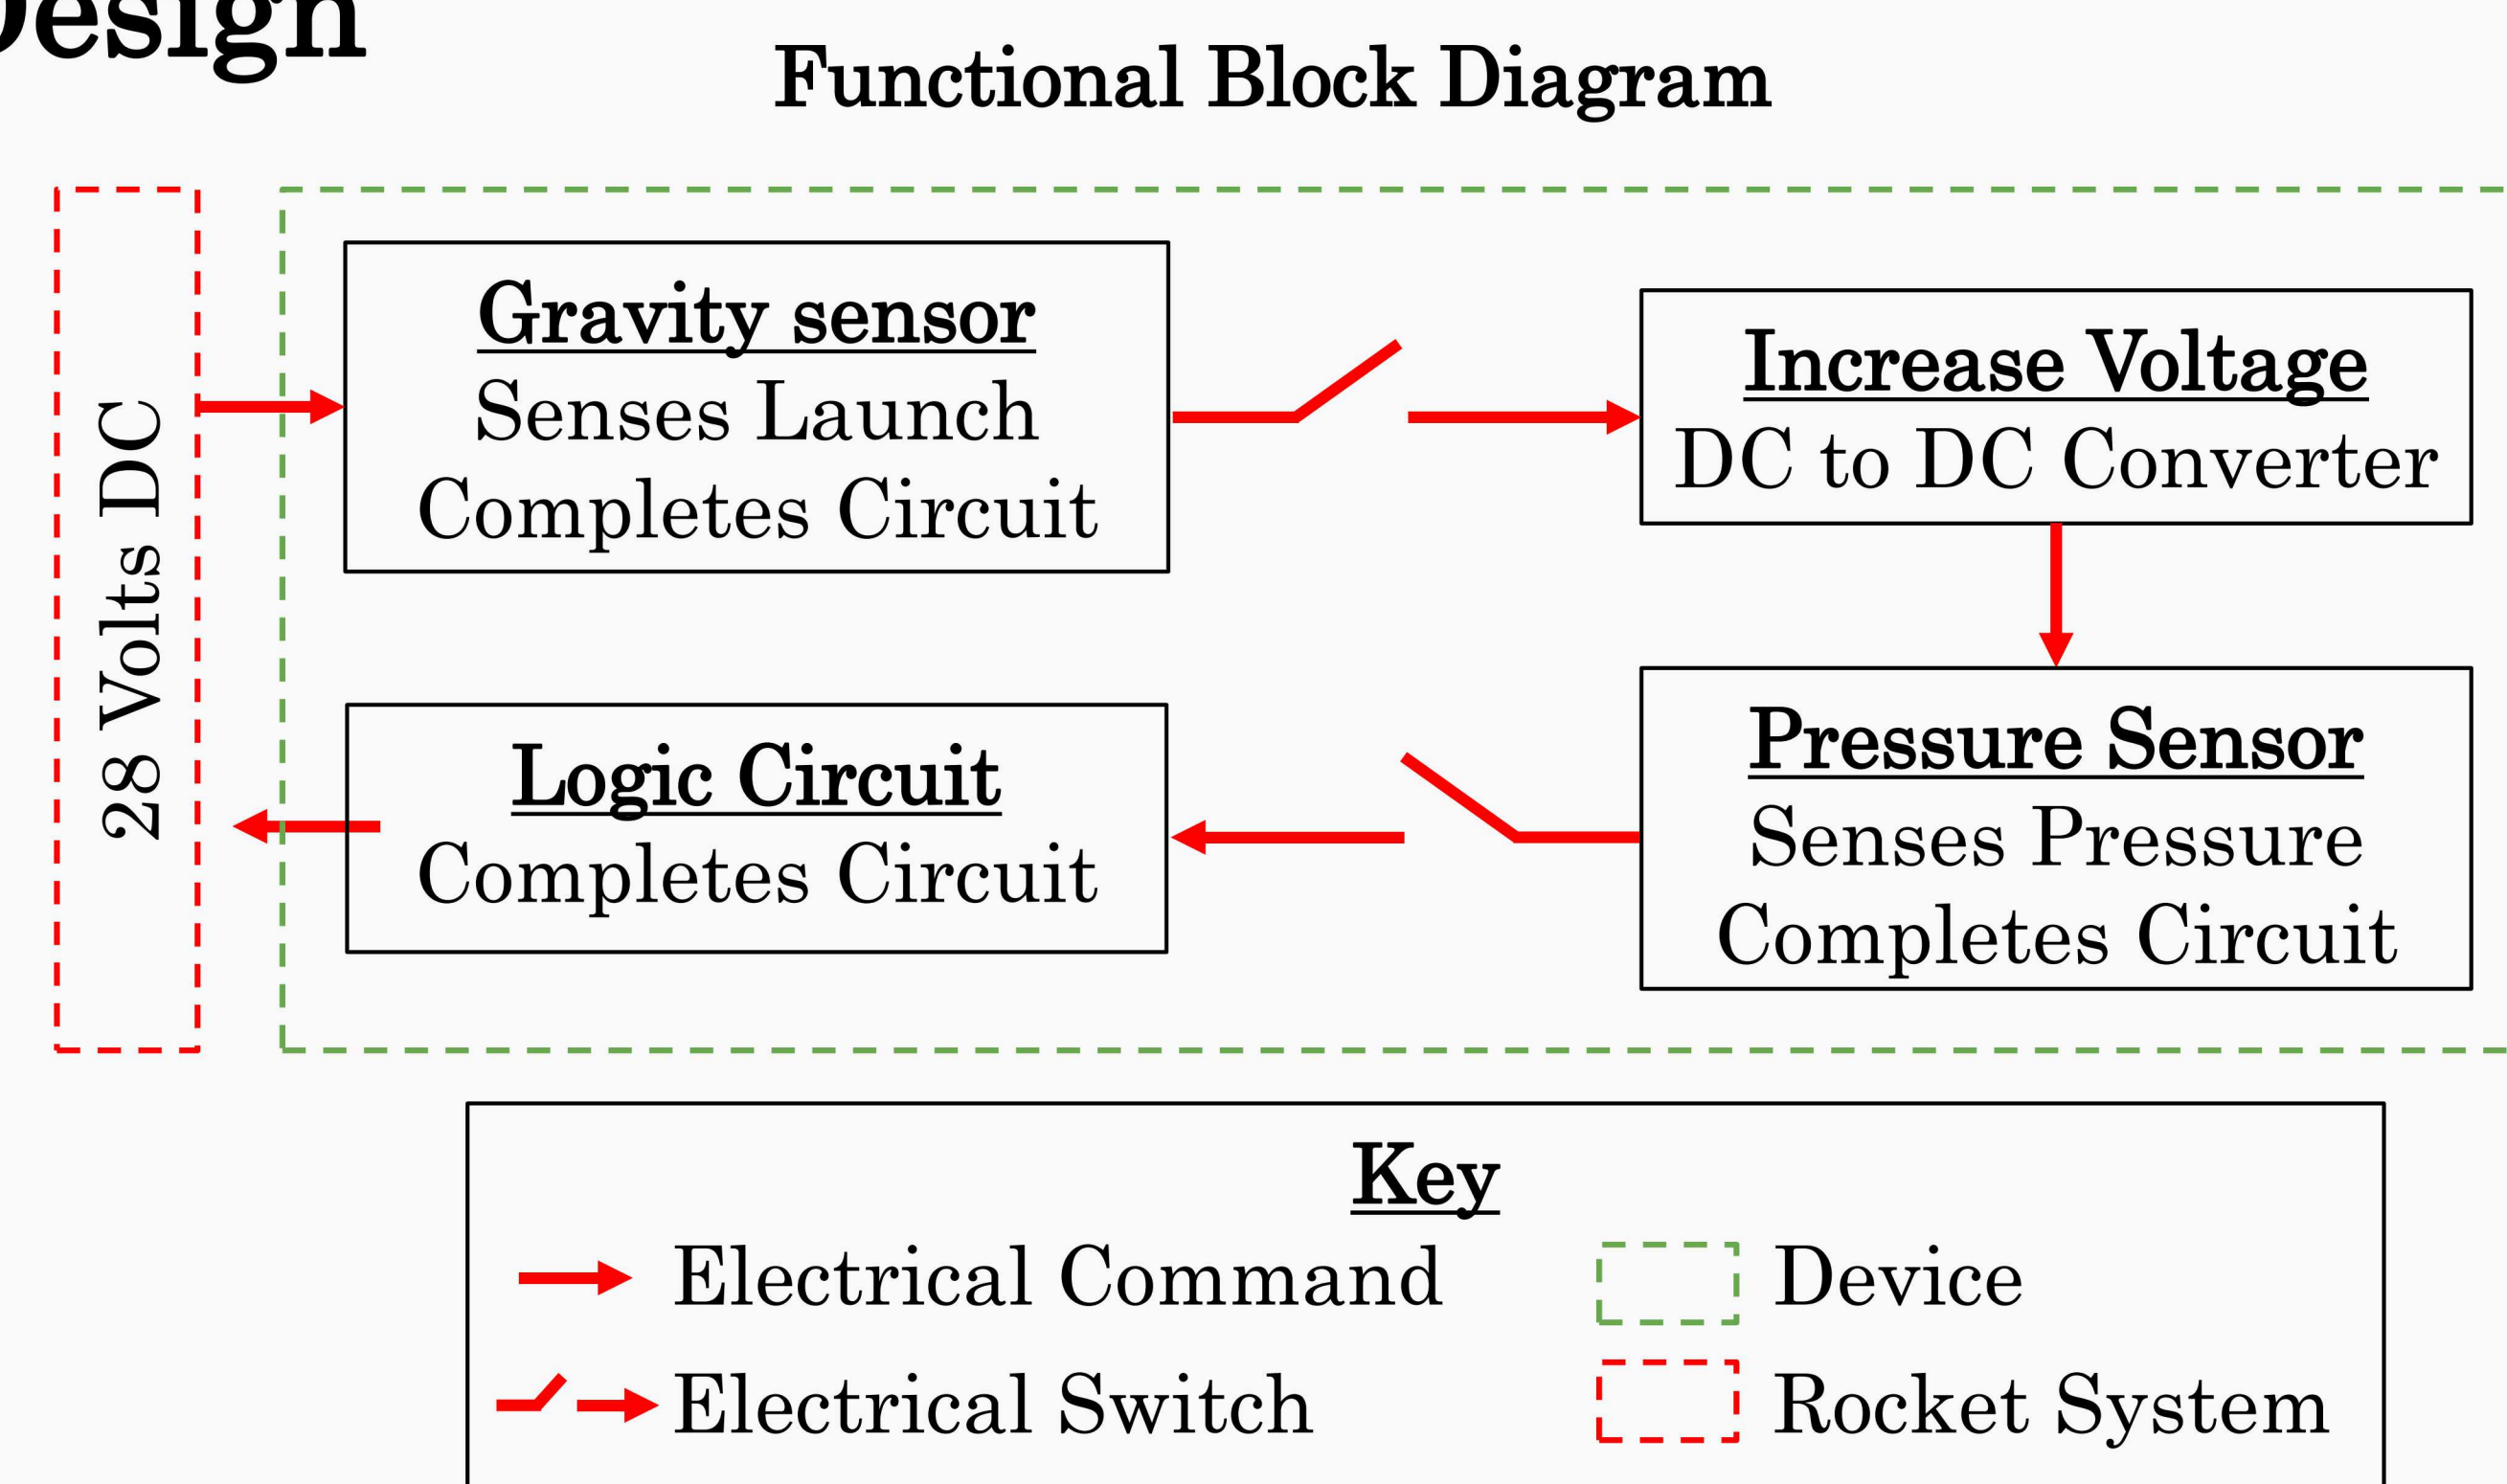 Design
Functional Block Diagram
28 Volts DC
Gravity sensor
Senses Launch
Completes Circuit
Increase Voltage
DC to DC Converter
Logic Circuit
Completes Circuit
Pressure Sensor
Senses Pressure
Completes Circuit
Key
Electrical Command
Device
Electrical Switch
Rocket System